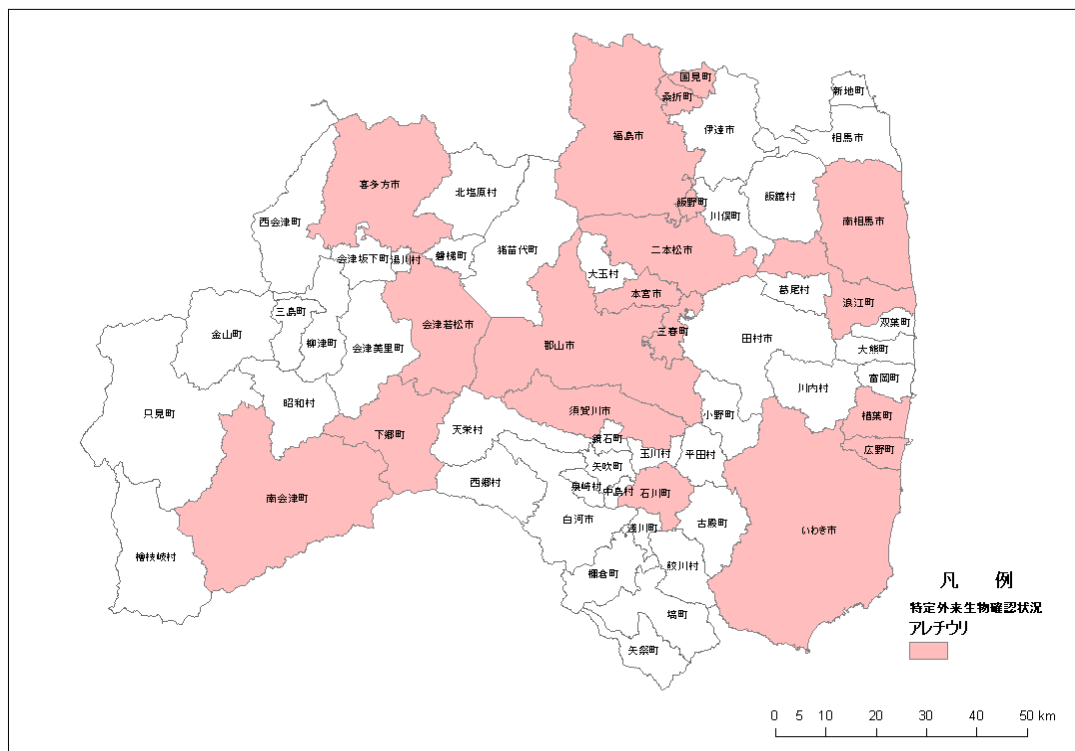 国見町
桑折町
新地町
福島市
伊達市
相馬市
喜多方市
北塩原村
飯舘村
飯野町
南相馬市
西会津町
川俣町
猪苗代町
二本松市
会津坂下町
湯川村
磐梯町
大玉村
葛尾村
本宮市
浪江町
三島町
双葉町
金山町
会津若松市
三春町
柳津町
会津美里町
郡山市
田村市
大熊町
富岡町
川内村
只見町
昭和村
須賀川市
小野町
楢葉町
下郷町
天栄村
鏡石町
玉川村
平田村
広野町
矢吹町
西郷村
泉崎村
中島村
石川町
南会津町
白河市
浅川町
古殿町
いわき市
檜枝岐村
鮫川村
棚倉町
塙町
矢祭町
凡 例
特定外来生物確認状況
アレチウリ
0 5 10 20 30 40 50 km